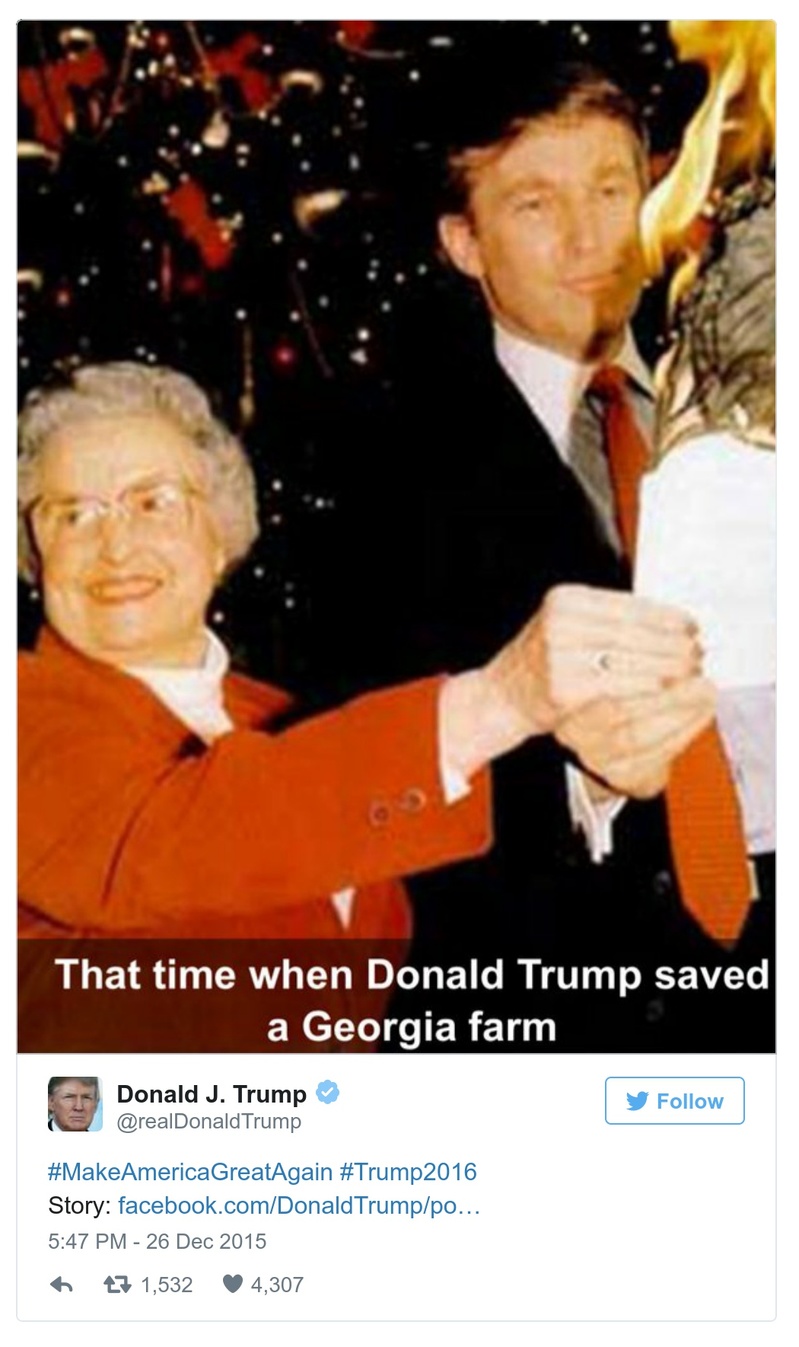 That time when Donald Trump saved
a Georgia farm
Donald J. Trump
@realDonaldTrump
Follow
#MakeAmericaGreatAgain #Trump2016
Story: facebook.com/DonaldTrump/po…
5:47 PM - 26 Dec 2015
1,532 4,307